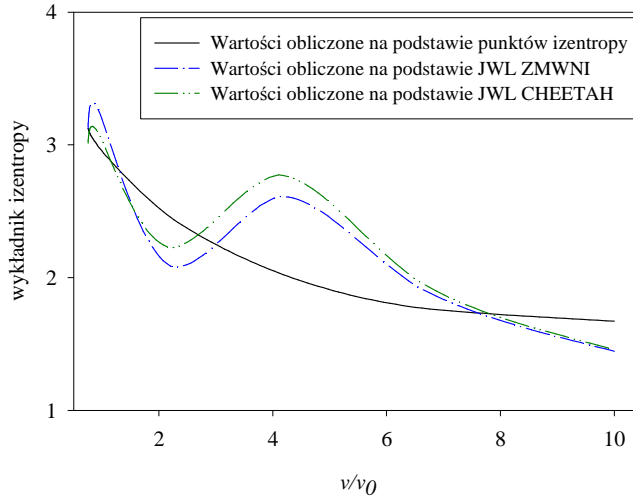 4
Wartości obliczone na podstawie punktów izentropy
Wartości obliczone na podstawie JWL ZMWNI
Wartości obliczone na podstawie JWL CHEETAH
3
wykładnik izentropy
2
1
2 4 6 8 10
v/v0